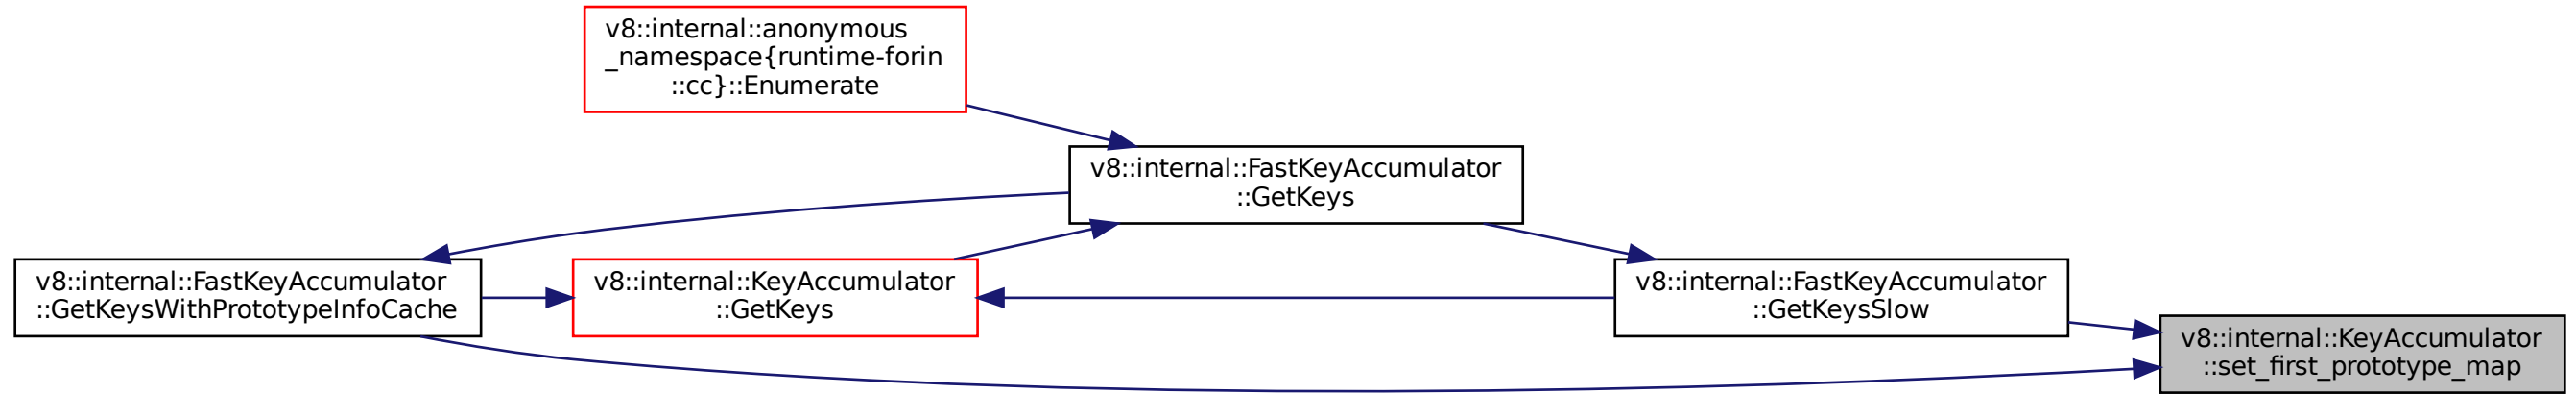 v8::internal::anonymous
_namespace{runtime-forin
::cc}::Enumerate
v8::internal::FastKeyAccumulator
::GetKeys
v8::internal::FastKeyAccumulator
::GetKeysWithPrototypeInfoCache
v8::internal::KeyAccumulator
::GetKeys
v8::internal::FastKeyAccumulator
::GetKeysSlow
v8::internal::KeyAccumulator
::set_first_prototype_map